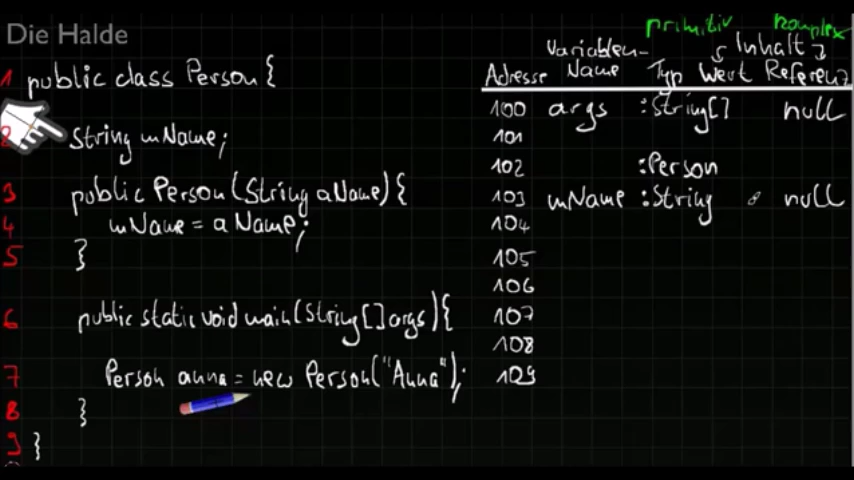 Die Halde
1 public class Person {
2 String mName;
3 public Person (String aName) {
4 mName = aName;
5 }
6 public static void main (String [] args) {
7 Person anna = new Person ("Anna");
8 }
9 }
primitiv komplex
Variablen- Inhalt
Adresse Name Typ Wert Referenz
100 args :String[] null
101
102 :Person
103 mName :String null
104
105
106
107
108
109